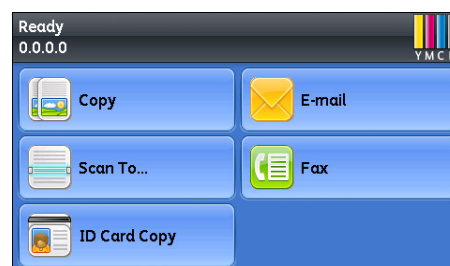 Ready
0.0.0.0
Y M C
Copy
E-mail
Scan To...
Fax
ID Card Copy